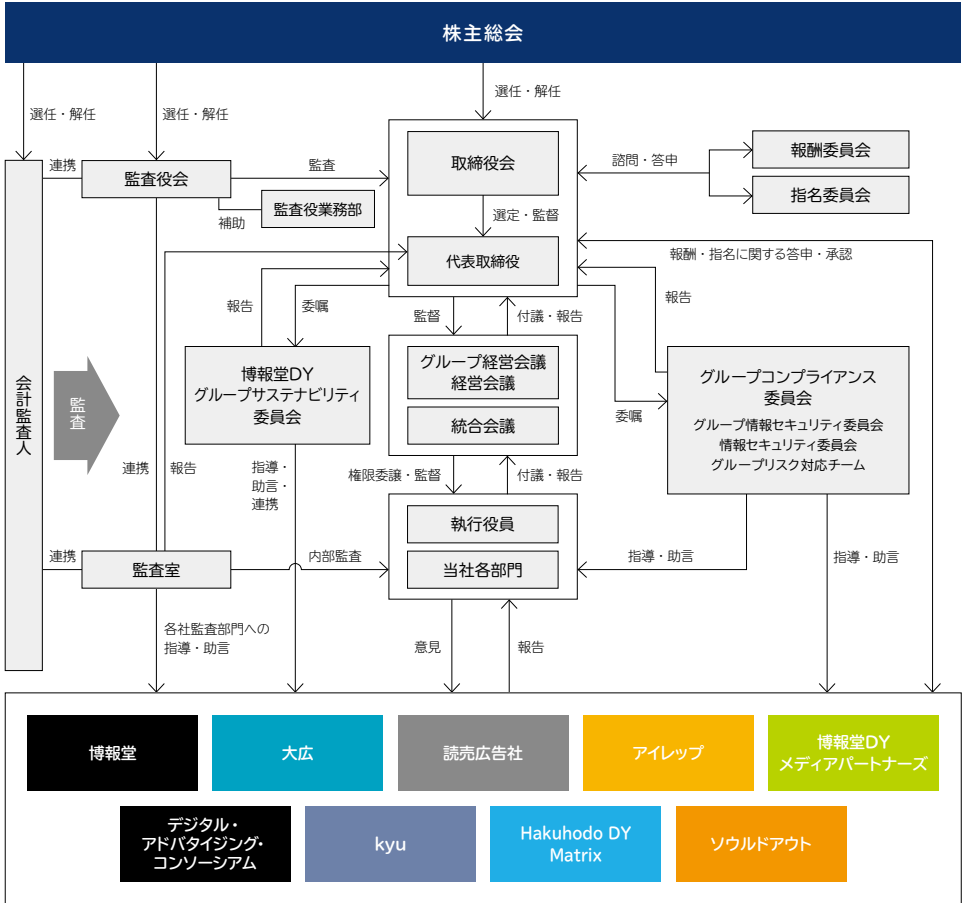 株主総会
選任・解任
選任・解任
選任・解任
連携
監査役会
監査
取締役会
諮問・答申
報酬委員会
指名委員会
監査役業務部
補助
選定・監督
代表取締役
報酬・指名に関する答申・承認
報告
委嘱
監督
付議・報告
報告
会計監査人
監査
博報堂DY
グループサステナビリティ
委員会
グループ経営会議
経営会議
統合会議
委嘱
グループコンプライアンス
委員会
グループ情報セキュリティ委員会
情報セキュリティ委員会
グループリスク対応チーム
連携
報告
指導・
助言・
連携
権限委譲・監督
付議・報告
執行役員
当社各部門
連携
監査室
内部監査
指導・助言
指導・助言
各社監査部門への
指導・助言
意見
報告
博報堂
大広
読売広告社
アイレップ
博報堂DY
メディアパートナーズ
デジタル・
アドバタイジング・
コンソーシアム
kyu
Hakuhodo DY
Matrix
ソウルドアウト